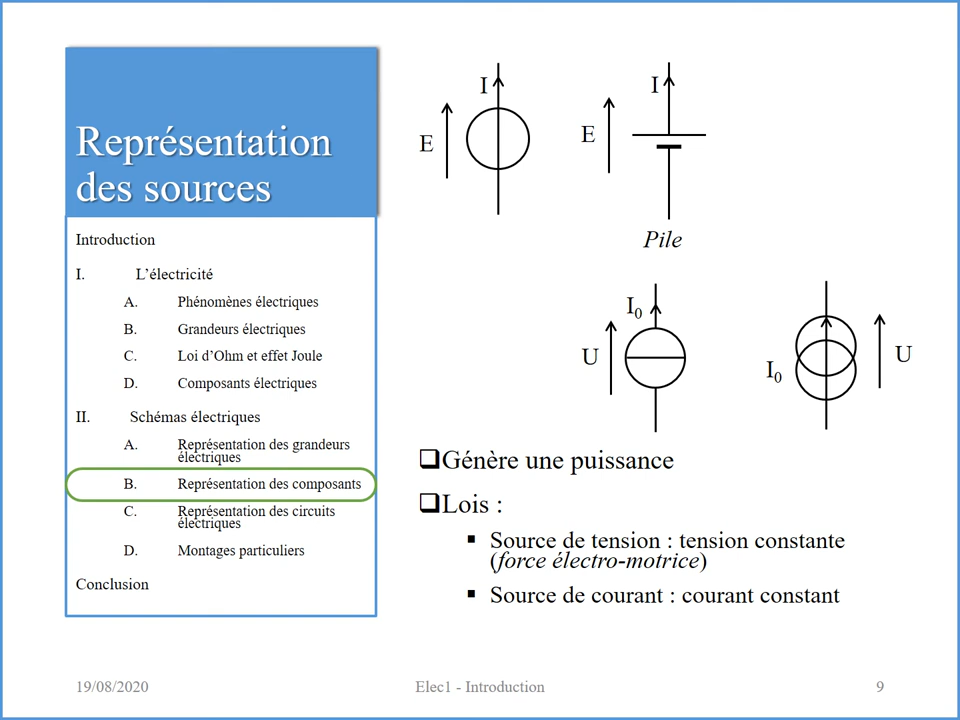 Représentation
des sources
Introduction
I. L'électricité
A. Phénomènes électriques
B. Grandeurs électriques
C. Loi d'Ohm et effet Joule
D. Composants électriques
II. Schémas électriques
A. Représentation des grandeurs
électriques
B. Représentation des composants
C. Représentation des circuits
électriques
D. Montages particuliers
Conclusion
E
I
E
I
Pile
U
I₀
I₀
U
❑Génère une puissance
❑Lois :
▪ Source de tension : tension constante
(force électro-motrice)
▪ Source de courant : courant constant
19/08/2020
Elec1 - Introduction
9